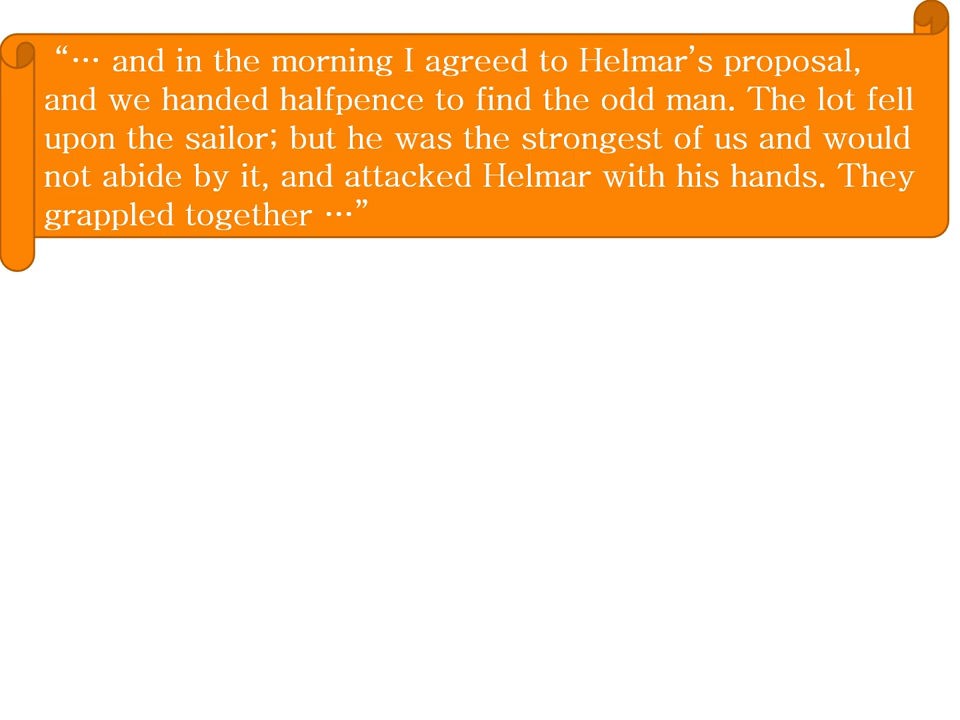 “… and in the morning I agreed to Helmar’s proposal,
and we handed halfpence to find the odd man. The lot fell
upon the sailor; but he was the strongest of us and would
not abide by it, and attacked Helmar with his hands. They
grappled together …”